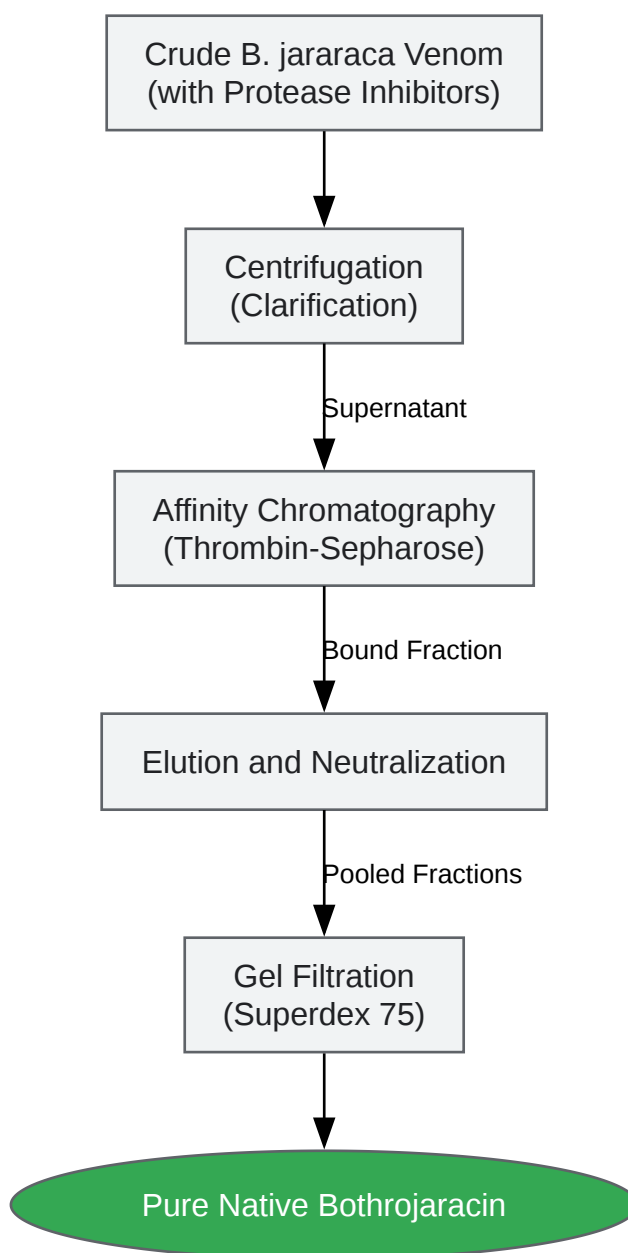 Crude B. jararaca Venom
(with Protease Inhibitors)
Centrifugation
(Clarification)
Supernatant
Affinity Chromatography
(Thrombin-Sepharose)
Bound Fraction
Elution and Neutralization
Pooled Fractions
Gel Filtration
(Superdex 75)
Pure Native Bothrojaracin